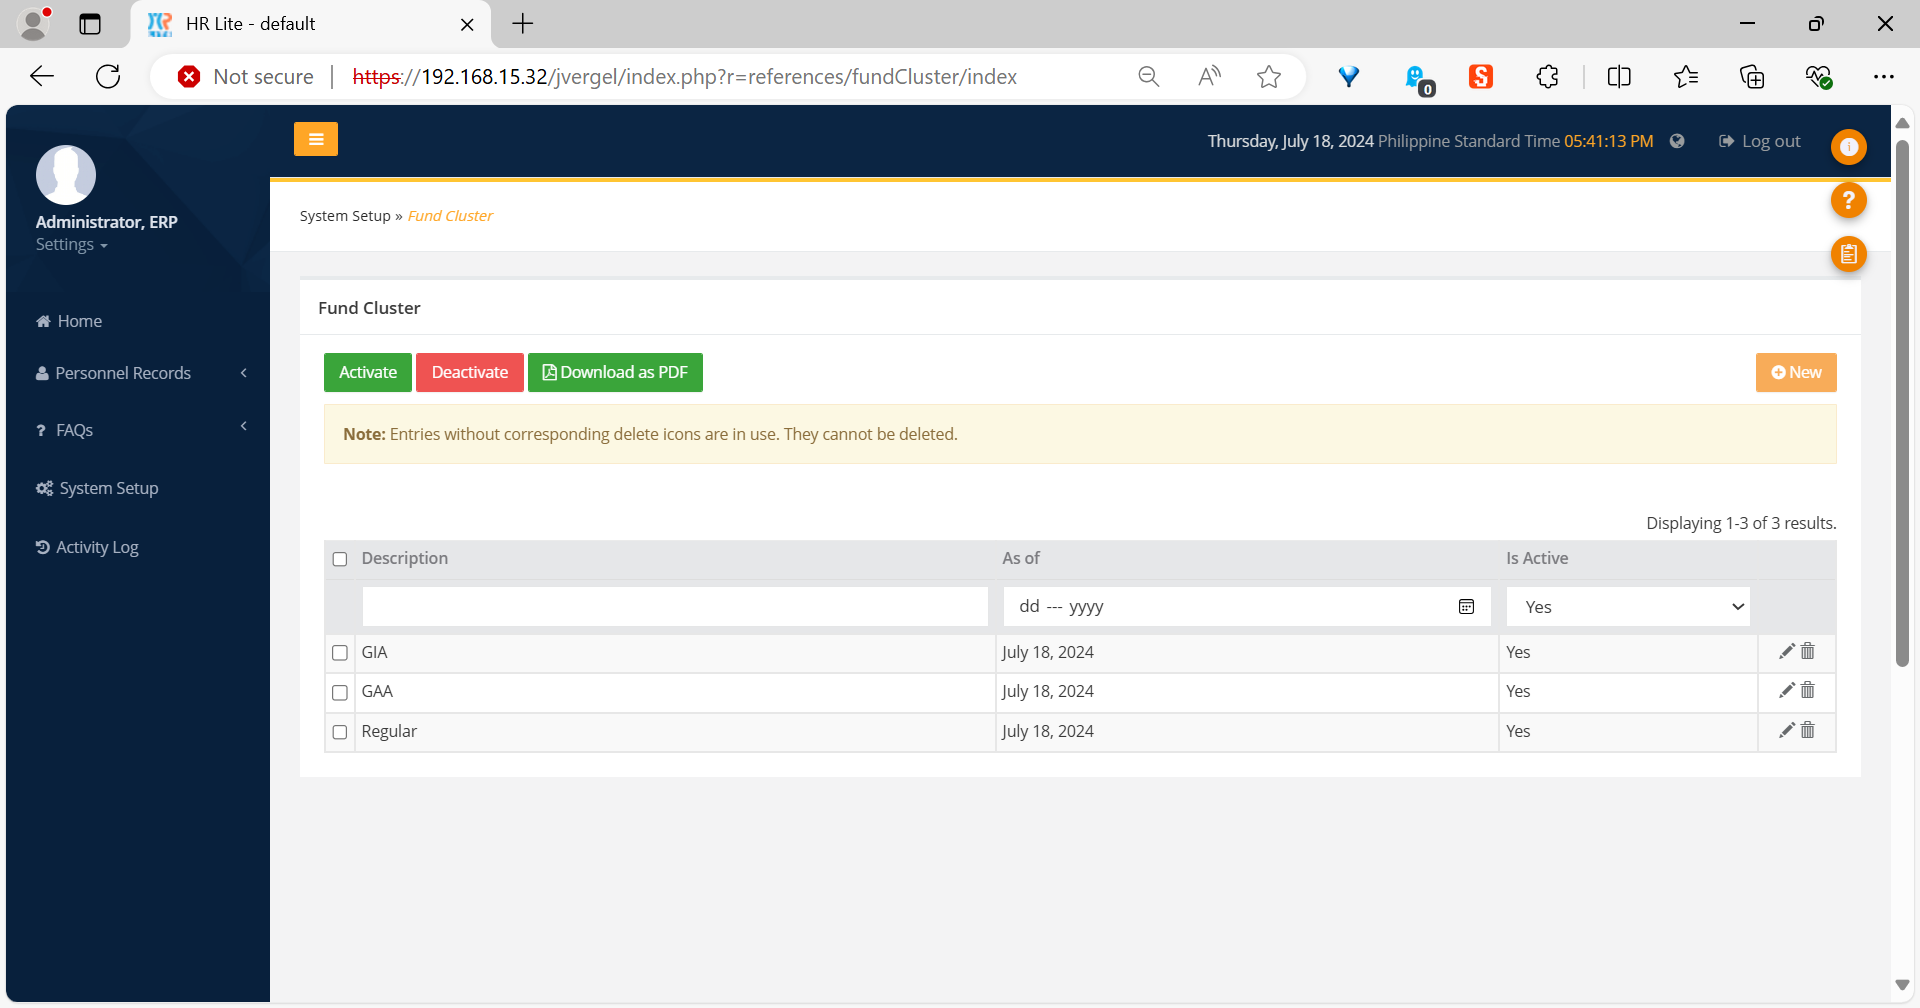 HR Lite - default
Not secure
https://192.168.15.32/jvergel/index.php?r=references/fundCluster/index
0
Thursday, July 18, 2024 Philippine Standard Time 05:41:13 PM
Log out
Administrator, ERP
Settings
Home
Personnel Records
FAQs
System Setup
Activity Log
System Setup » Fund Cluster
Fund Cluster
Activate
Deactivate
Download as PDF
New
Note: Entries without corresponding delete icons are in use. They cannot be deleted.
Displaying 1-3 of 3 results.
Description As of Is Active
dd --- yyyy Yes
GIA July 18, 2024 Yes
GAA July 18, 2024 Yes
Regular July 18, 2024 Yes